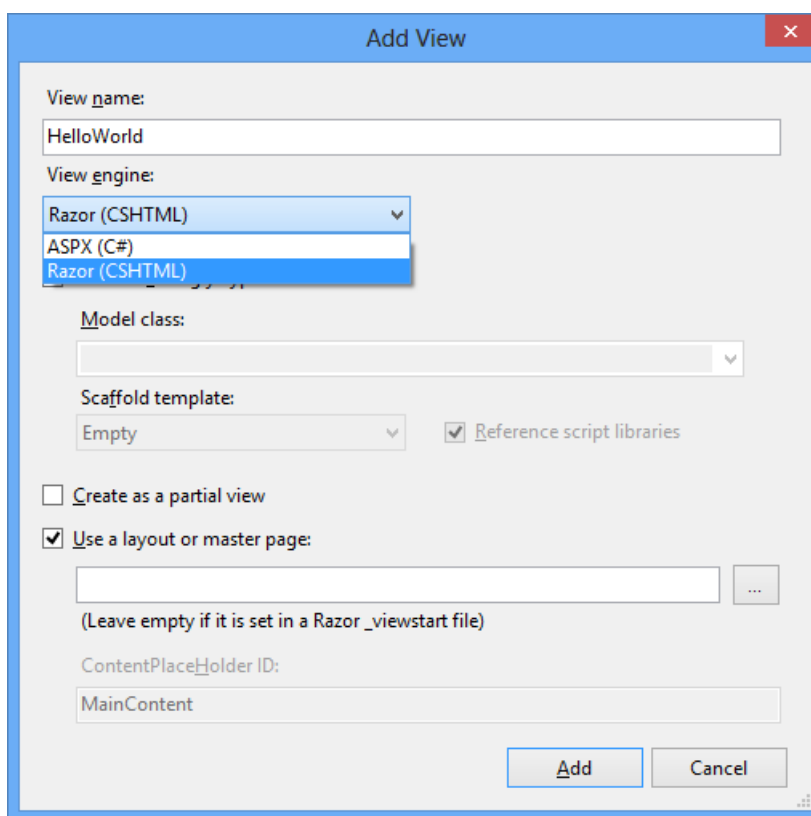 Add View
View name:
HelloWorld
View engine:
Razor (CSHTML)
ASPX (C#)
Razor (CSHTML)
Model class:
Scaffold template:
Empty
Reference script libraries
Create as a partial view
Use a layout or master page:
...
(Leave empty if it is set in a Razor _viewstart file)
ContentPlaceHolder ID:
MainContent
Add
Cancel